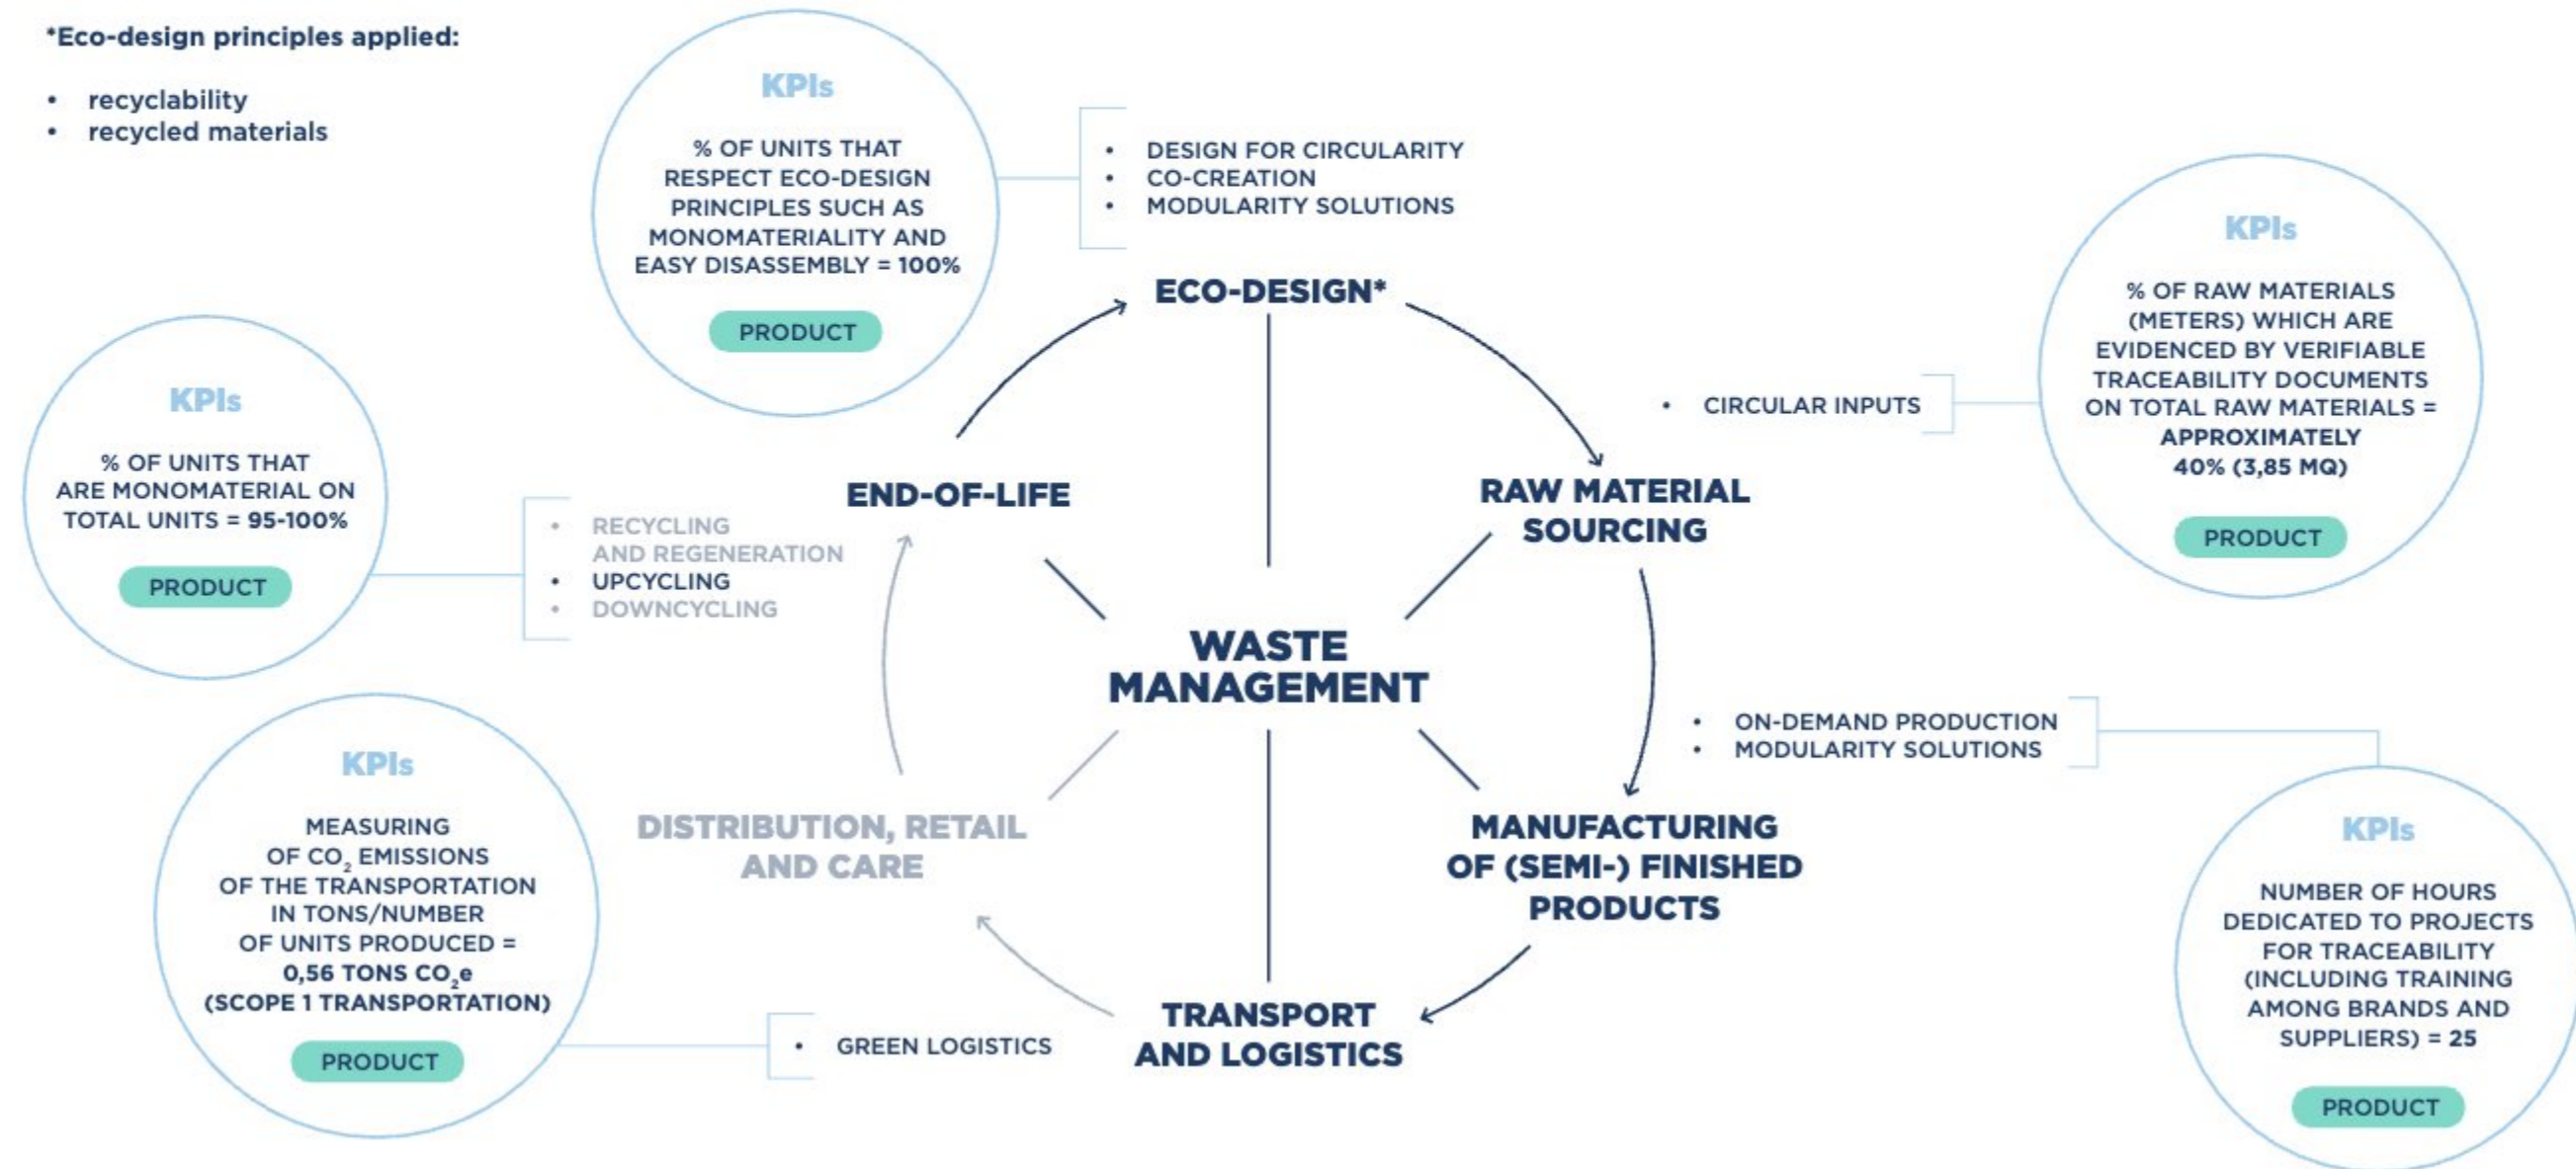 *Eco-design principles applied:
• recyclability
• recycled materials
KPIs
% OF UNITS THAT
RESPECT ECO-DESIGN
PRINCIPLES SUCH AS
MONOMATERIALITY AND
EASY DISASSEMBLY = 100%
PRODUCT
• DESIGN FOR CIRCULARITY
• CO-CREATION
• MODULARITY SOLUTIONS
ECO-DESIGN*
KPIs
% OF RAW MATERIALS
(METERS) WHICH ARE
EVIDENCED BY VERIFIABLE
TRACEABILITY DOCUMENTS
ON TOTAL RAW MATERIALS =
APPROXIMATELY
40% (3,85 MQ)
PRODUCT
• CIRCULAR INPUTS
RAW MATERIAL
SOURCING
KPIs
% OF UNITS THAT
ARE MONOMATERIAL ON
TOTAL UNITS = 95-100%
PRODUCT
• RECYCLING
AND REGENERATION
• UPCYCLING
• DOWNCYCLING
END-OF-LIFE
WASTE
MANAGEMENT
• ON-DEMAND PRODUCTION
• MODULARITY SOLUTIONS
MANUFACTURING
OF (SEMI-) FINISHED
PRODUCTS
KPIs
NUMBER OF HOURS
DEDICATED TO PROJECTS
FOR TRACEABILITY
(INCLUDING TRAINING
AMONG BRANDS AND
SUPPLIERS) = 25
PRODUCT
DISTRIBUTION, RETAIL
AND CARE
KPIs
MEASURING
OF CO₂ EMISSIONS
OF THE TRANSPORTATION
IN TONS/NUMBER
OF UNITS PRODUCED =
0,56 TONS CO₂e
(SCOPE 1 TRANSPORTATION)
PRODUCT
• GREEN LOGISTICS
TRANSPORT
AND LOGISTICS